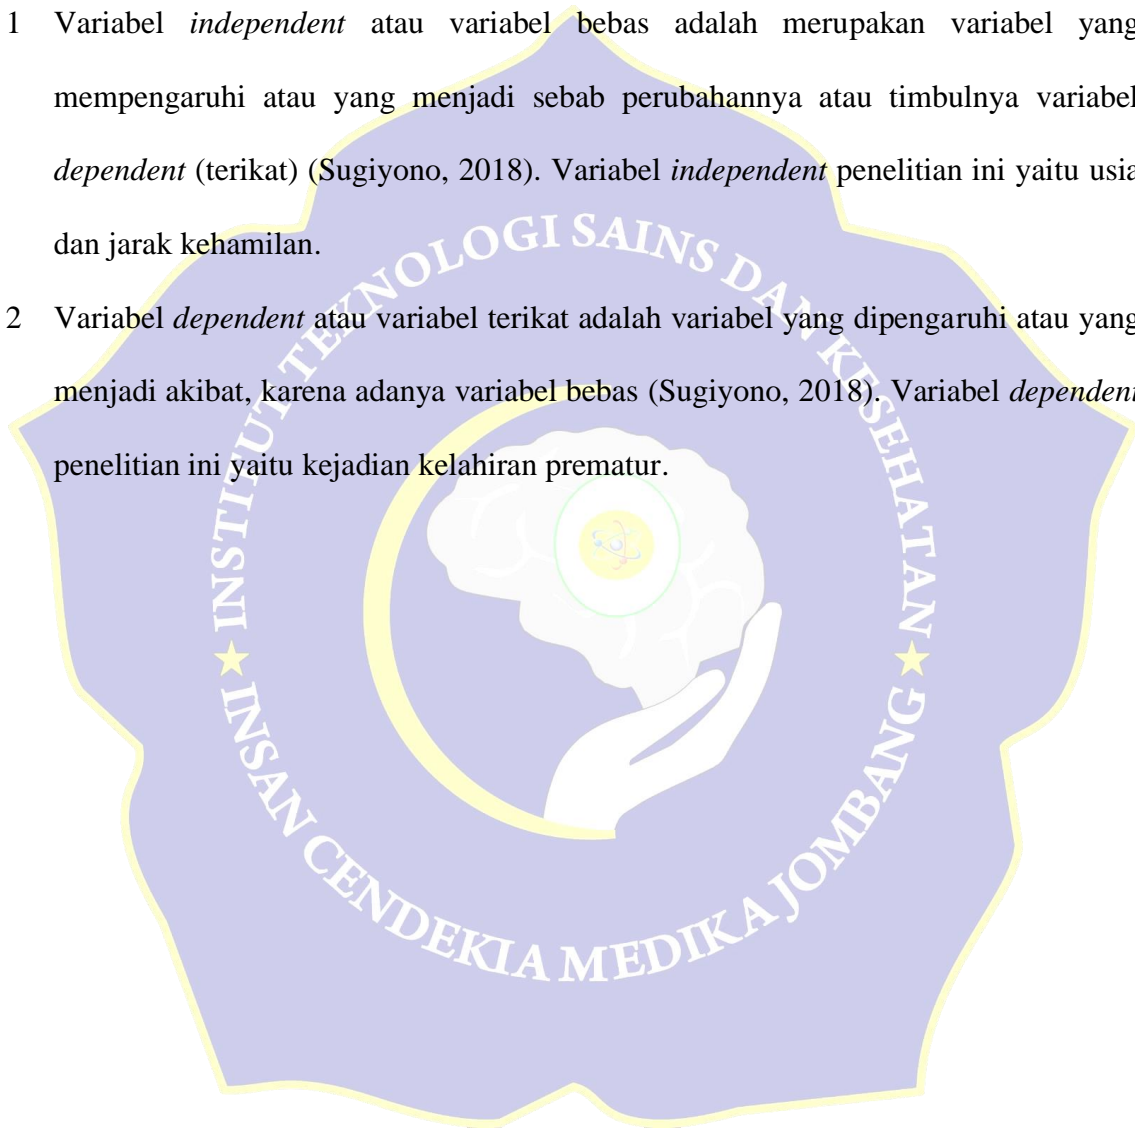 1 Variabel independent atau variabel bebas adalah merupakan variabel yang
mempengaruhi atau yang menjadi sebab perubahannya atau timbulnya variabel
dependent (terikat) (Sugiyono, 2018). Variabel independent penelitian ini yaitu usia
dan jarak kehamilan.
2 Variabel dependent atau variabel terikat adalah variabel yang dipengaruhi atau yang
menjadi akibat, karena adanya variabel bebas (Sugiyono, 2018). Variabel dependent
penelitian ini yaitu kejadian kelahiran prematur.
INSTITUT TEKNOLOGI SAINS DAN KESEHATAN
INSAN CENDEKIA MEDIKA JOMBANG